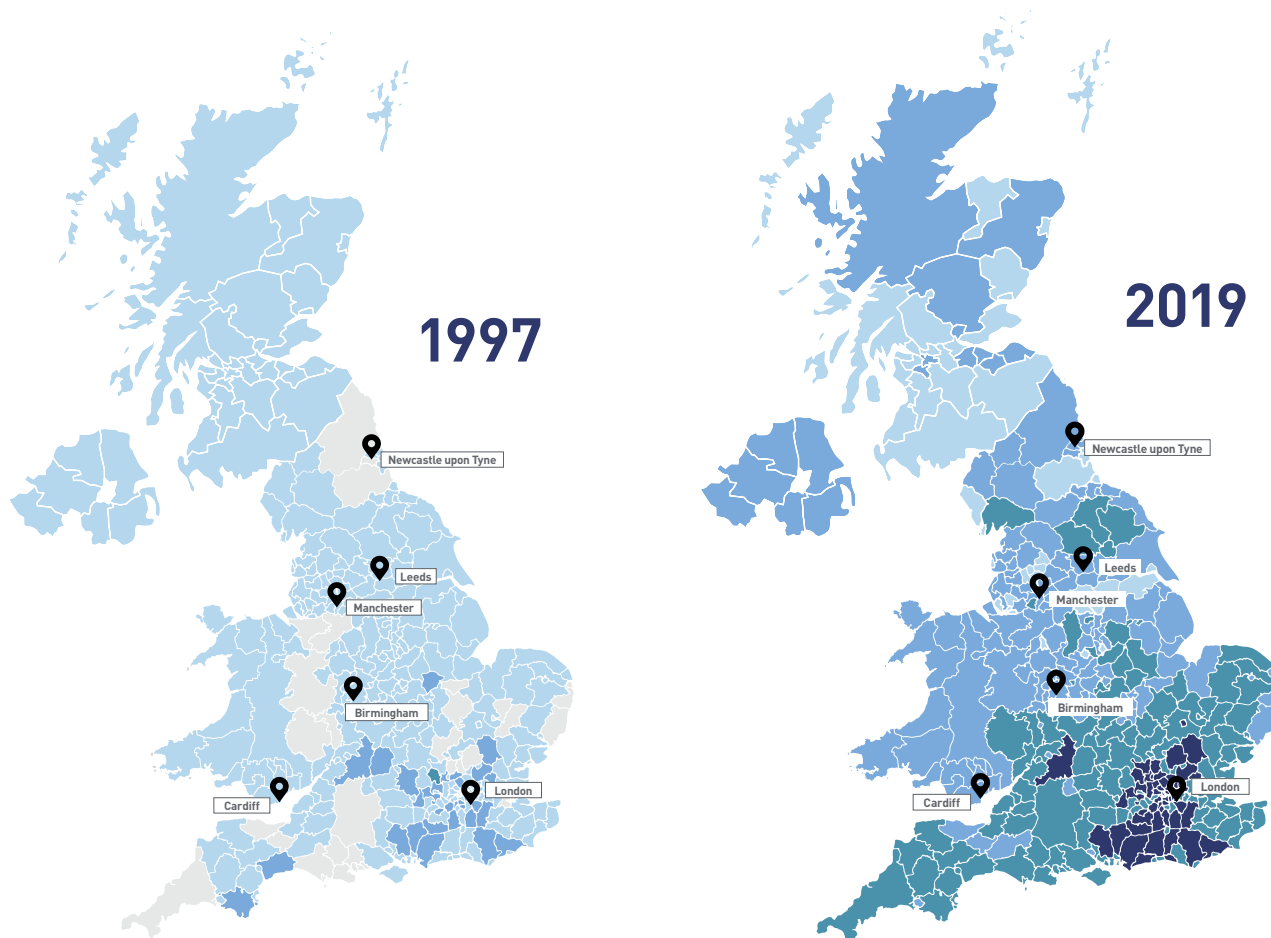 1997
Newcastle upon Tyne
Leeds
Manchester
Birmingham
London
Cardiff
2019
Newcastle upon Tyne
Leeds
Manchester
Birmingham
London
Cardiff